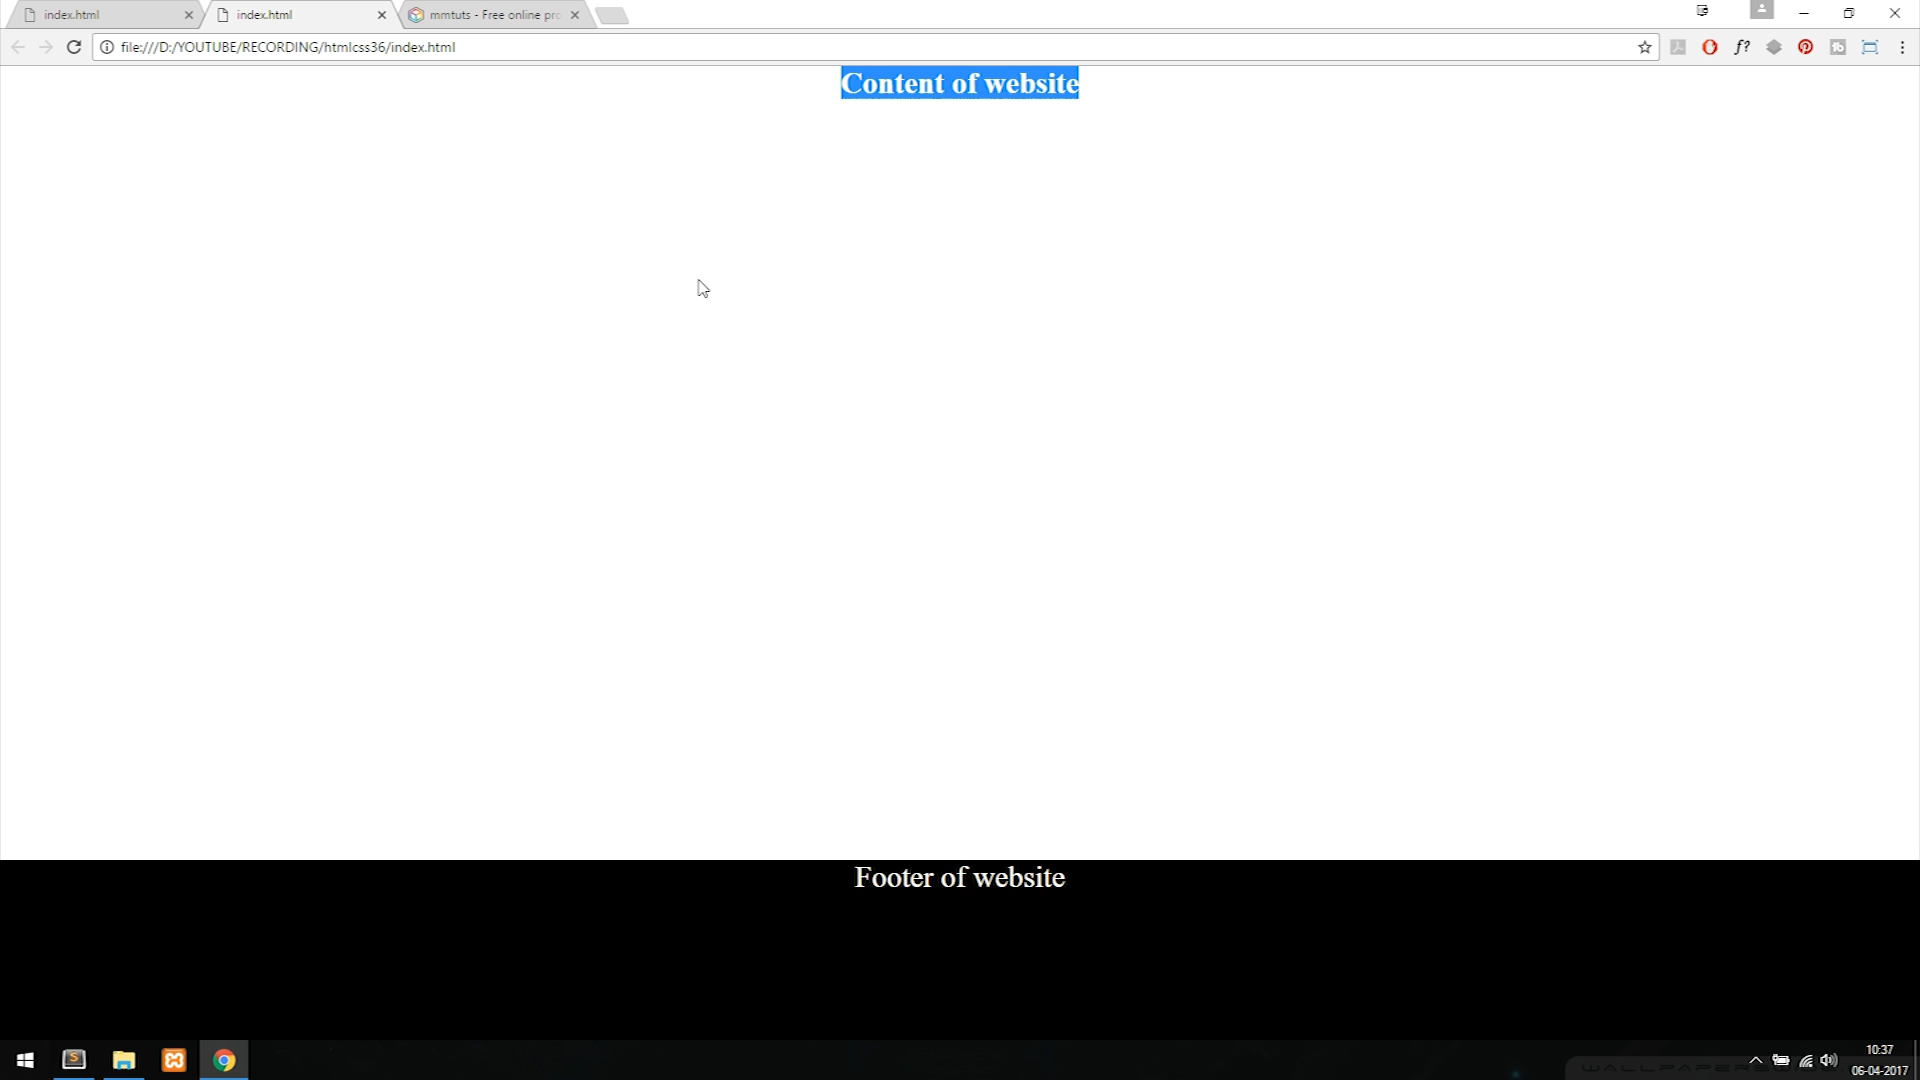 index.html
index.html
mmtuts - Free online pro
file:///D:/YOUTUBE/RECORDING/htmlcss36/index.html
f?
Content of website
Footer of website
10:37
06-04-2017